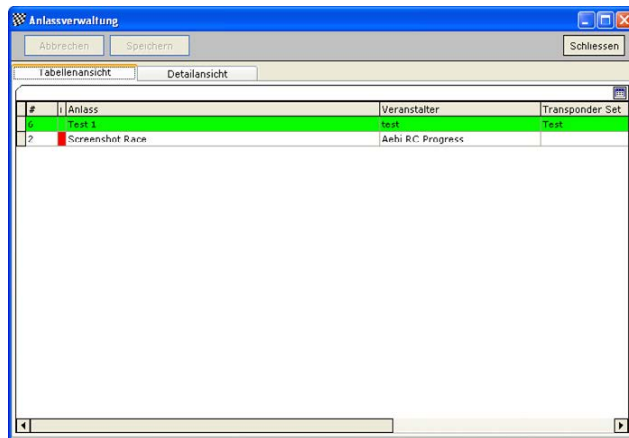 Anlassverwaltung
Abbrechen Speichern Schliessen
Tabellenansicht Detailansicht
# Anlass Veranstalter Transponder Set
6 Test 1 test Test
2 Screenshot Race Aebi RC Progress